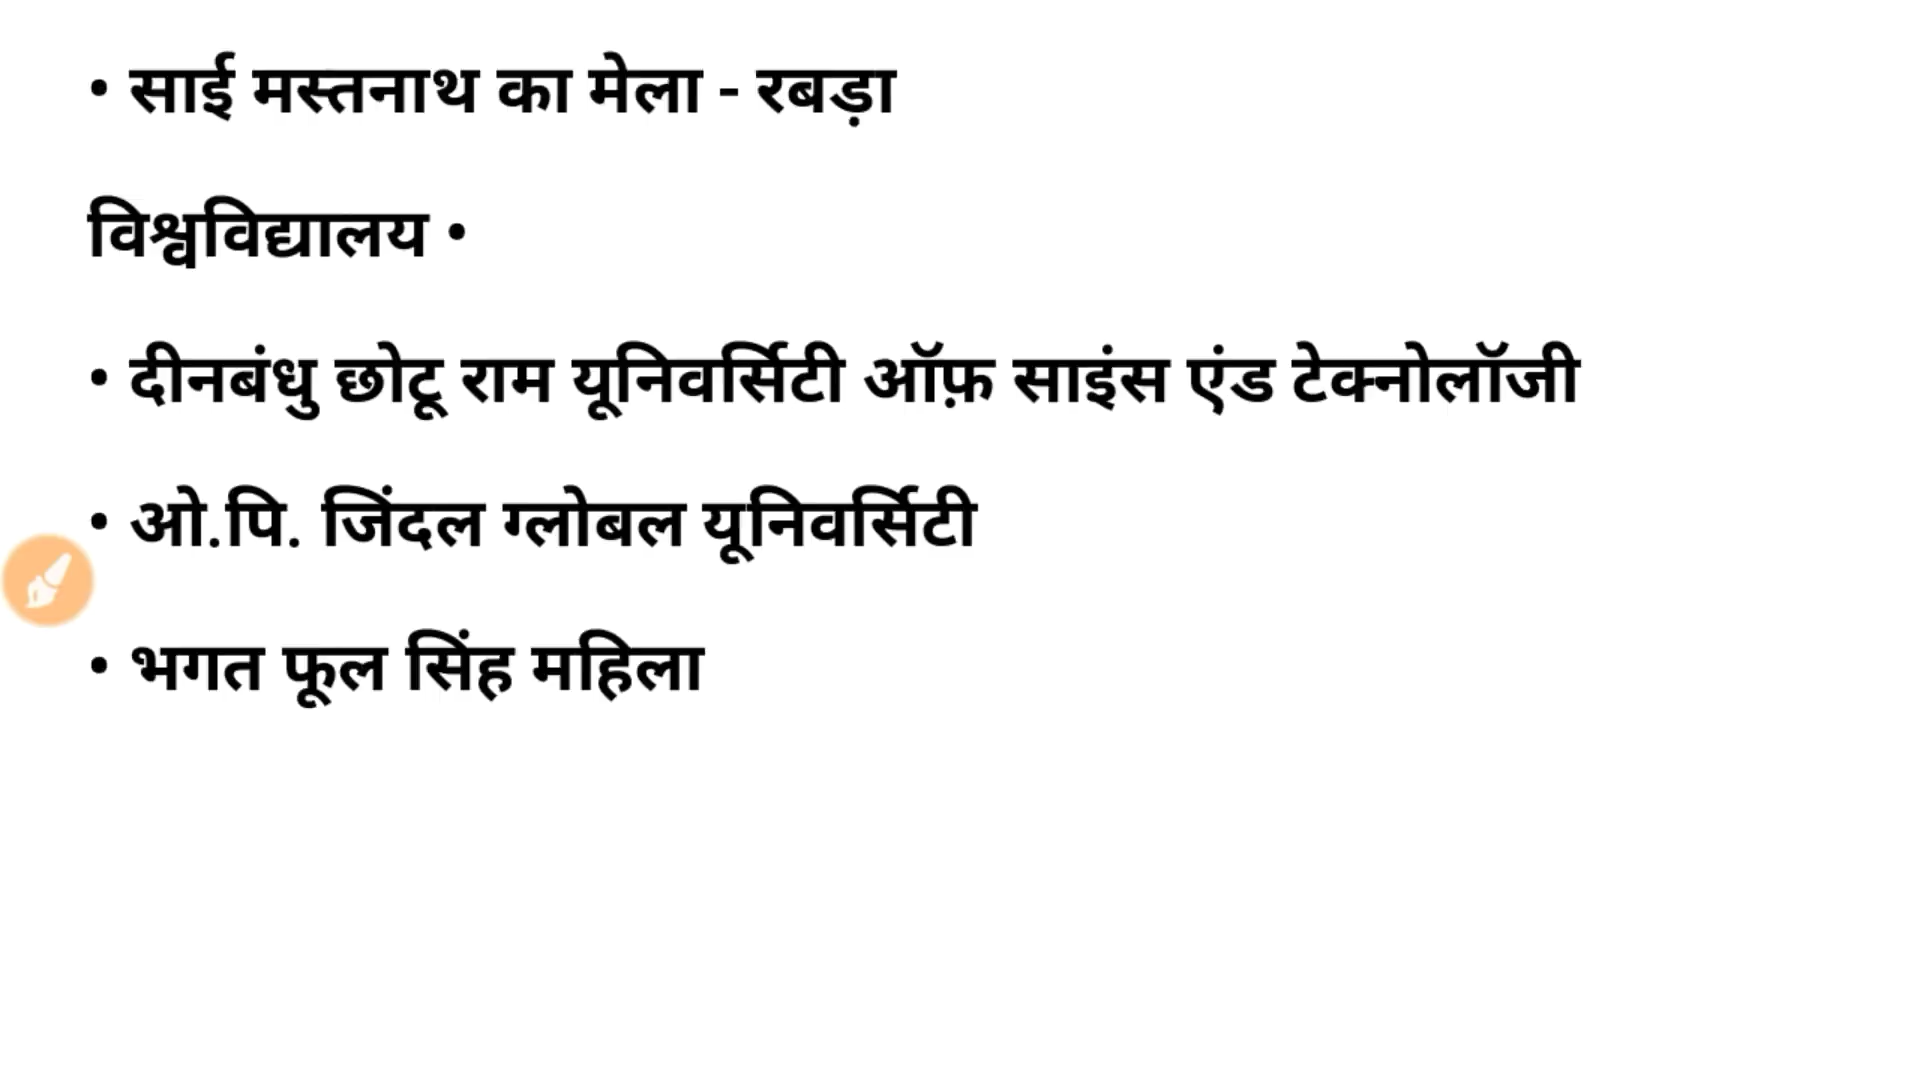 • साई मस्तनाथ का मेला - रबड़ा
विश्वविद्यालय •
• दीनबंधु छोटू राम यूनिवर्सिटी ऑफ़ साइंस एंड टेक्नोलॉजी
• ओ.पि. जिंदल ग्लोबल यूनिवर्सिटी
• भगत फूल सिंह महिला